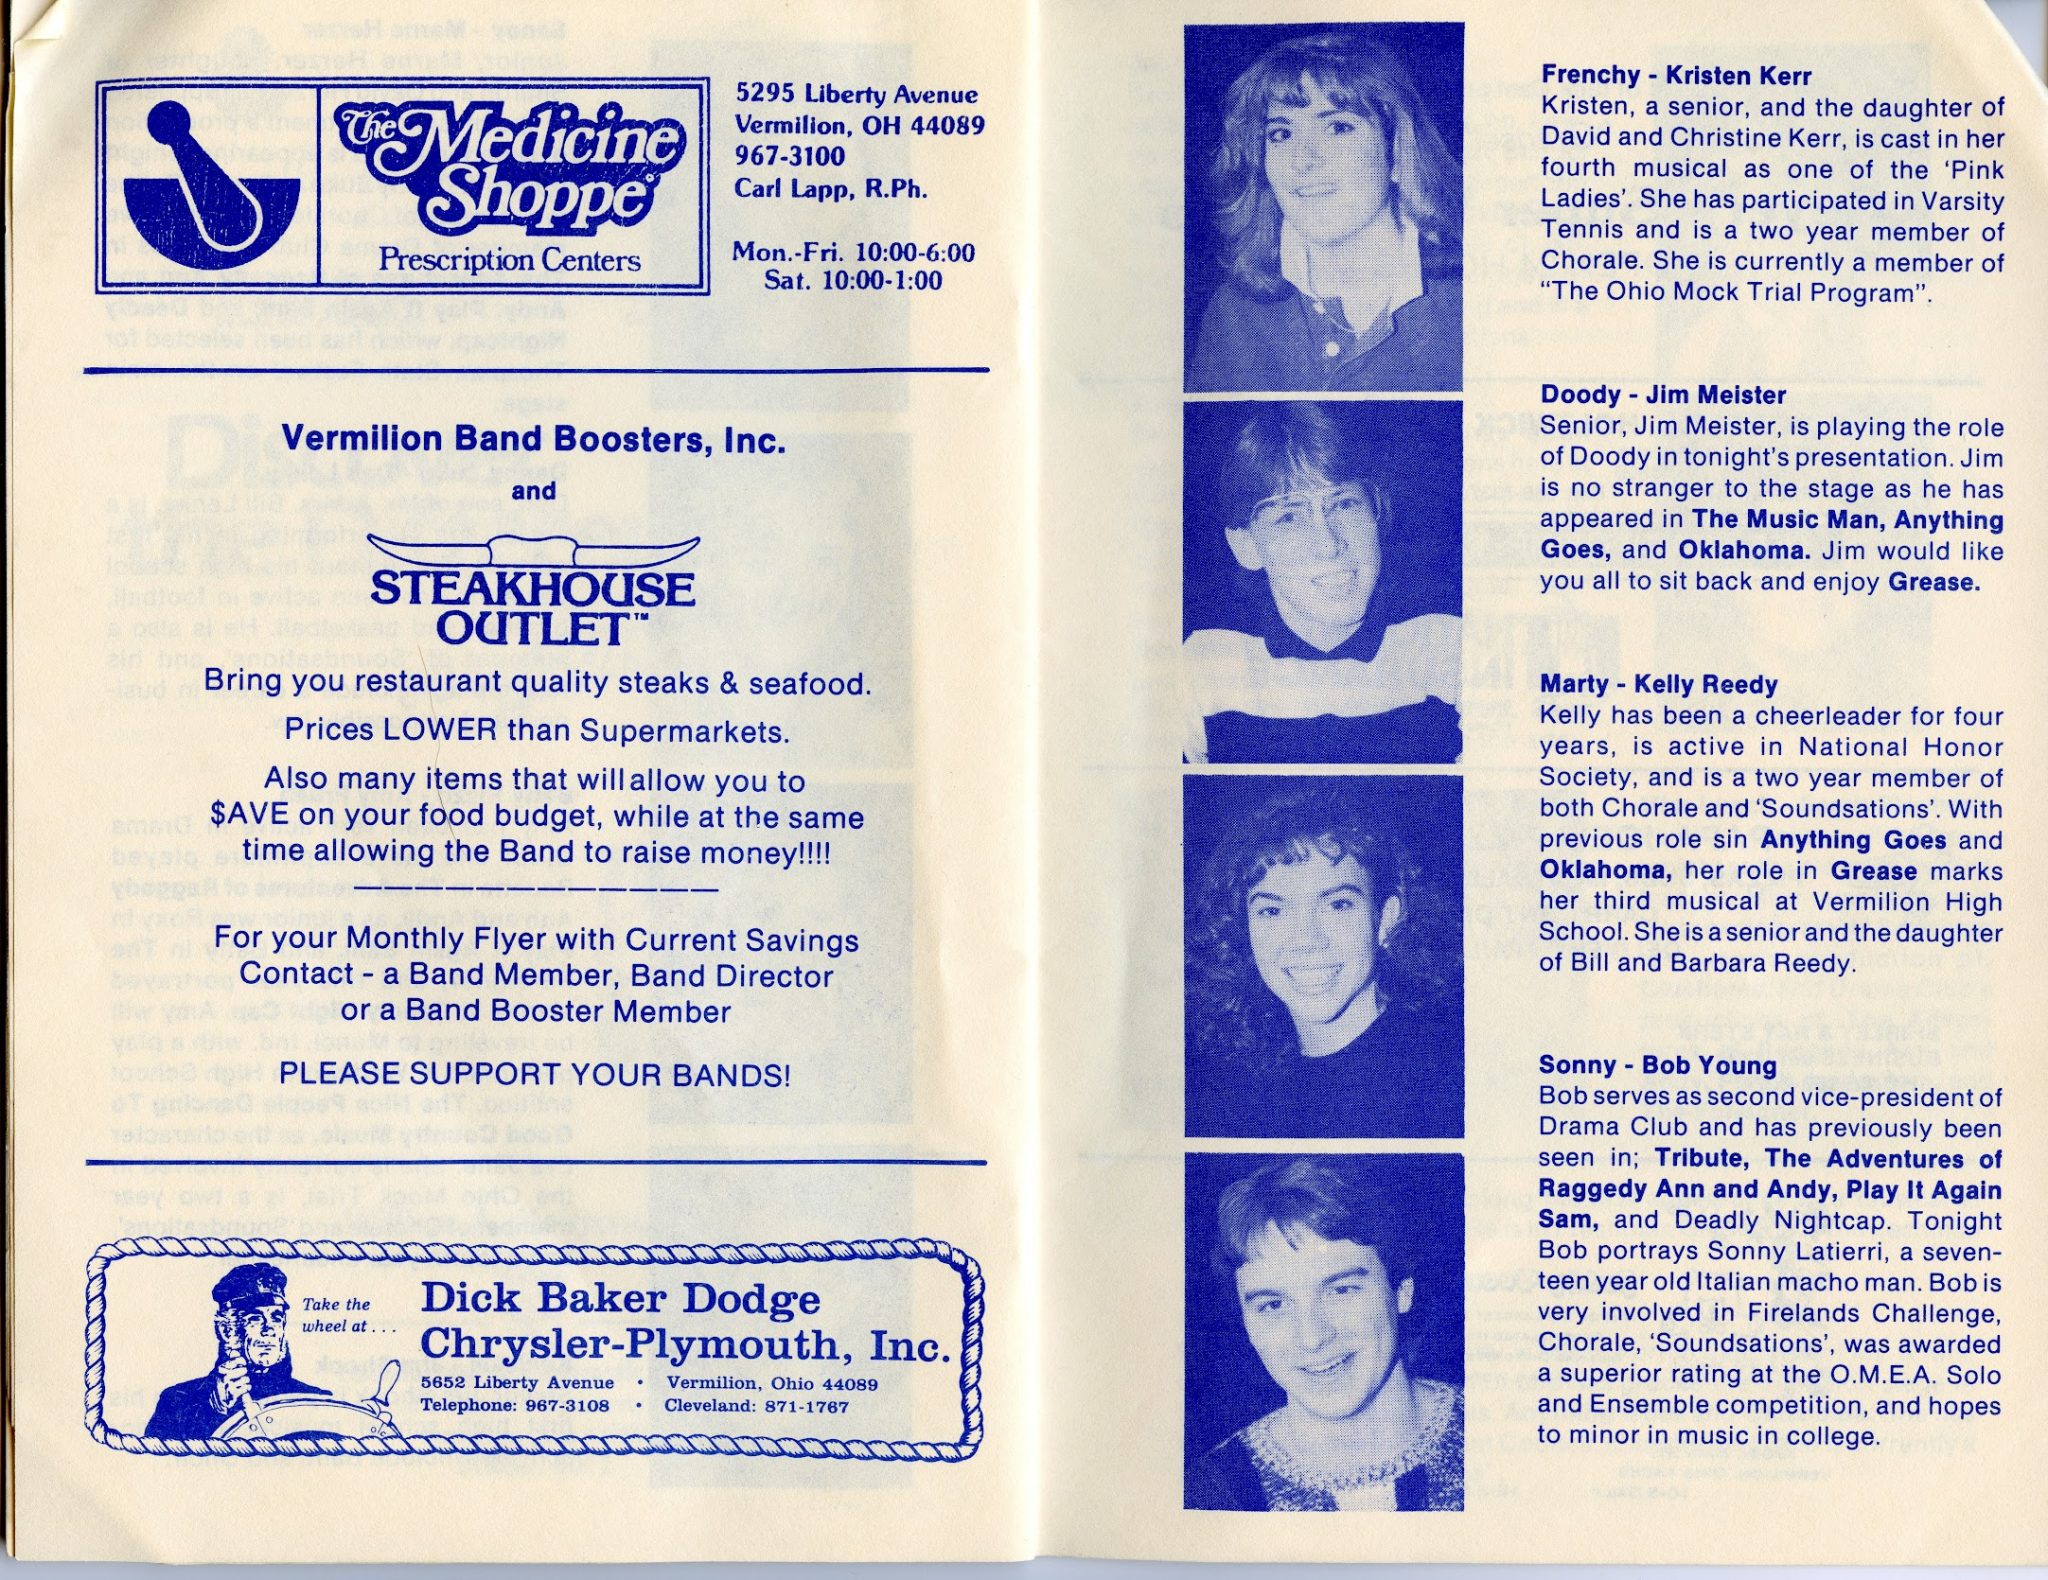 The Medicine
Shoppe®
Prescription Centers
5295 Liberty Avenue
Vermilion, OH 44089
967-3100
Carl Lapp, R.Ph.
Mon.-Fri. 10:00-6:00
Sat. 10:00-1:00
Vermilion Band Boosters, Inc.
and
STEAKHOUSE
OUTLET™
Bring you restaurant quality steaks & seafood.
Prices LOWER than Supermarkets.
Also many items that will allow you to
$AVE on your food budget, while at the same
time allowing the Band to raise money!!!!
For your Monthly Flyer with Current Savings
Contact - a Band Member, Band Director
or a Band Booster Member
PLEASE SUPPORT YOUR BANDS!
Take the
wheel at . . .
Dick Baker Dodge
Chrysler-Plymouth, Inc.
5652 Liberty Avenue • Vermilion, Ohio 44089
Telephone: 967-3108 • Cleveland: 871-1767
Frenchy - Kristen Kerr
Kristen, a senior, and the daughter of
David and Christine Kerr, is cast in her
fourth musical as one of the 'Pink
Ladies'. She has participated in Varsity
Tennis and is a two year member of
Chorale. She is currently a member of
"The Ohio Mock Trial Program".
Doody - Jim Meister
Senior, Jim Meister, is playing the role
of Doody in tonight's presentation. Jim
is no stranger to the stage as he has
appeared in The Music Man, Anything
Goes, and Oklahoma. Jim would like
you all to sit back and enjoy Grease.
Marty - Kelly Reedy
Kelly has been a cheerleader for four
years, is active in National Honor
Society, and is a two year member of
both Chorale and 'Soundsations'. With
previous role sin Anything Goes and
Oklahoma, her role in Grease marks
her third musical at Vermilion High
School. She is a senior and the daughter
of Bill and Barbara Reedy.
Sonny - Bob Young
Bob serves as second vice-president of
Drama Club and has previously been
seen in; Tribute, The Adventures of
Raggedy Ann and Andy, Play It Again
Sam, and Deadly Nightcap. Tonight
Bob portrays Sonny Latierri, a seven-
teen year old Italian macho man. Bob is
very involved in Firelands Challenge,
Chorale, 'Soundsations', was awarded
a superior rating at the O.M.E.A. Solo
and Ensemble competition, and hopes
to minor in music in college.